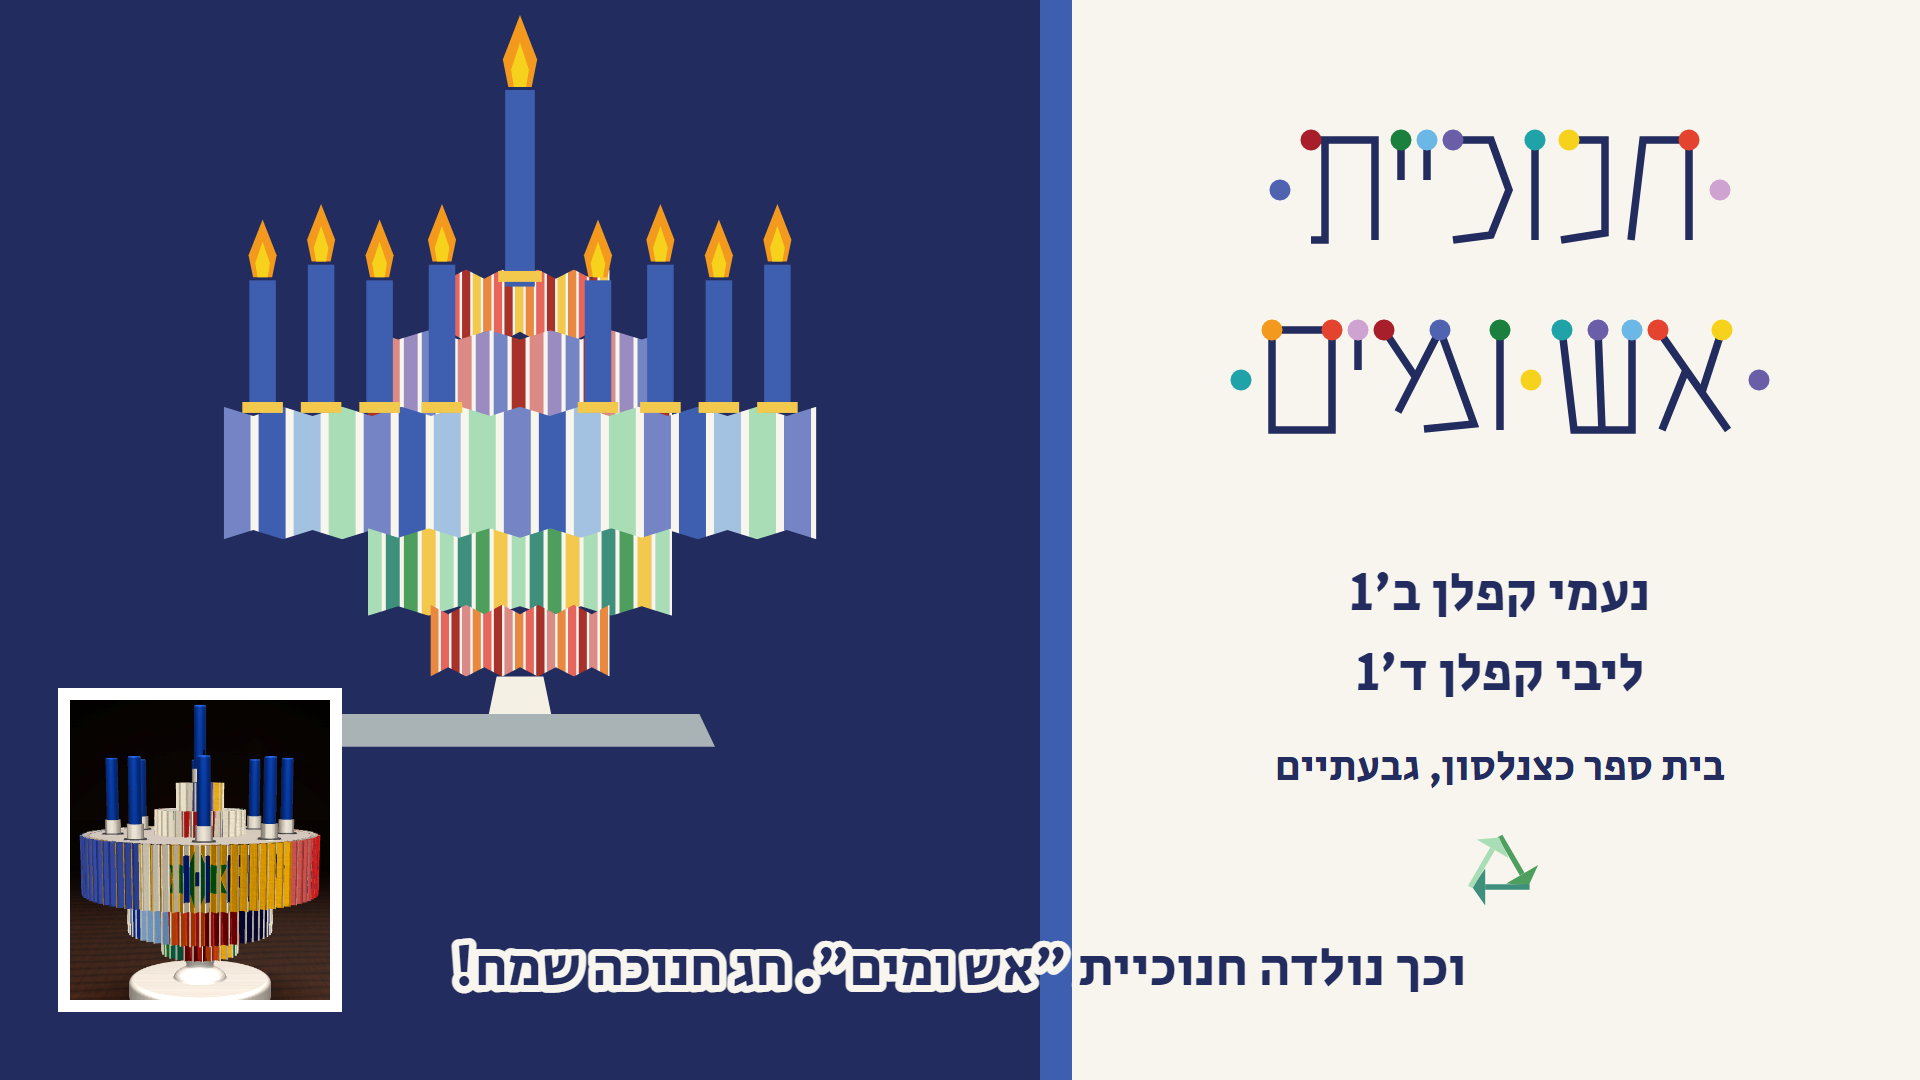 חנוכיית
אש ומים
נעמי קפלן ב'1
ליבי קפלן ד'1
בית ספר כצנלסון, גבעתיים
וכך נולדה חנוכיית "אש ומים". חג חנוכה שמח!